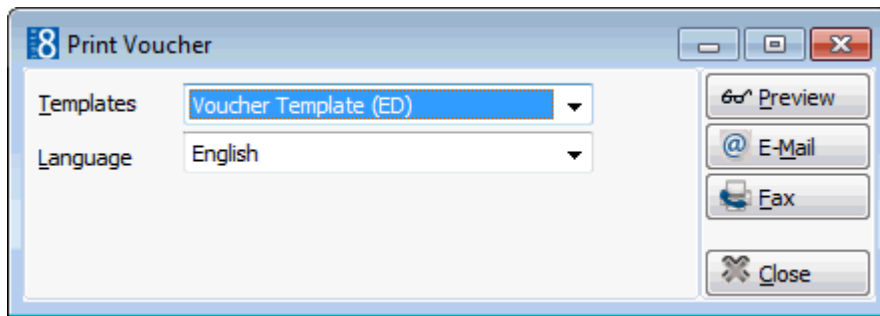 8 Print Voucher
Templates Voucher Template (ED) Preview
Language English E-Mail
Fax
Close